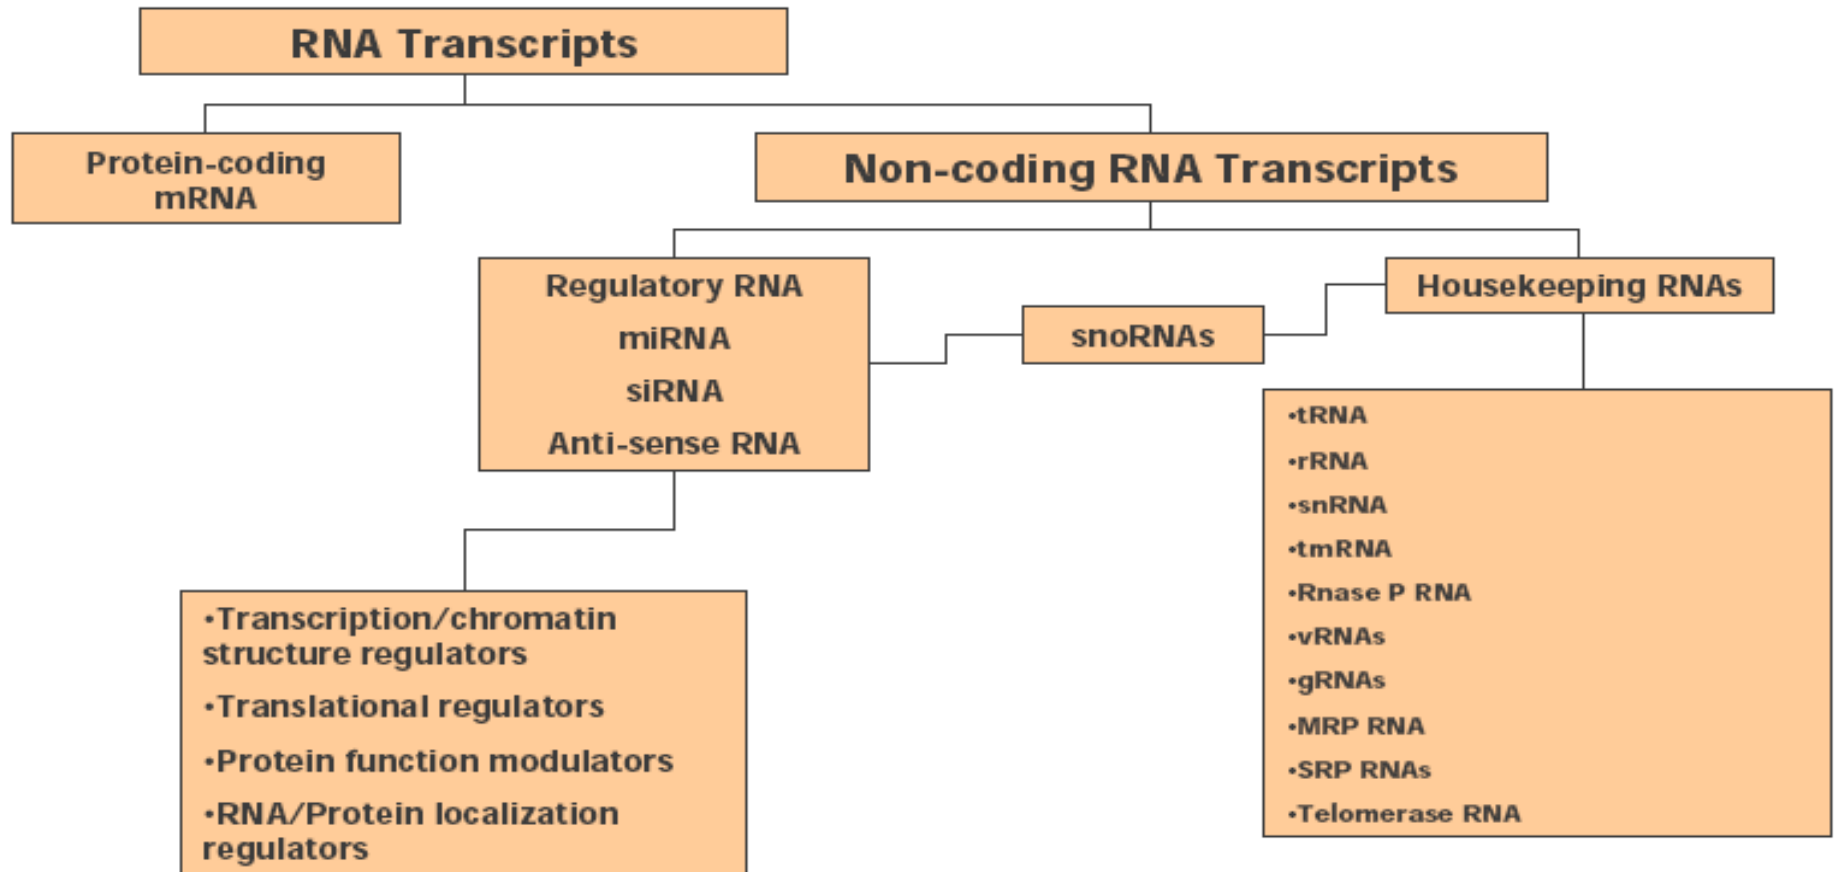 RNA Transcripts
Protein-coding
mRNA
Non-coding RNA Transcripts
Regulatory RNA
miRNA
siRNA
Anti-sense RNA
snoRNAs
Housekeeping RNAs
•tRNA
•rRNA
•snRNA
•tmRNA
•Rnase P RNA
•vRNAs
•gRNAs
•MRP RNA
•SRP RNAs
•Telomerase RNA
•Transcription/chromatin
structure regulators
•Translational regulators
•Protein function modulators
•RNA/Protein localization
regulators